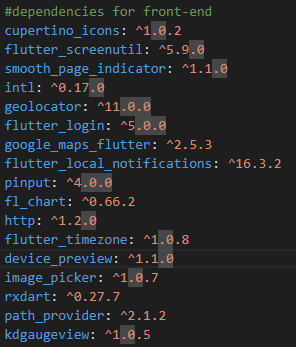 #dependencies for front-end
cupertino_icons: ^1.0.2
flutter_screenutil: ^5.9.0
smooth_page_indicator: ^1.1.0
intl: ^0.17.0
geolocator: ^11.0.0
flutter_login: ^5.0.0
google_maps_flutter: ^2.5.3
flutter_local_notifications: ^16.3.2
pinput: ^4.0.0
fl_chart: ^0.66.2
http: ^1.2.0
flutter_timezone: ^1.0.8
device_preview: ^1.1.0
image_picker: ^1.0.7
rxdart: ^0.27.7
path_provider: ^2.1.2
kdgaugeview: ^1.0.5